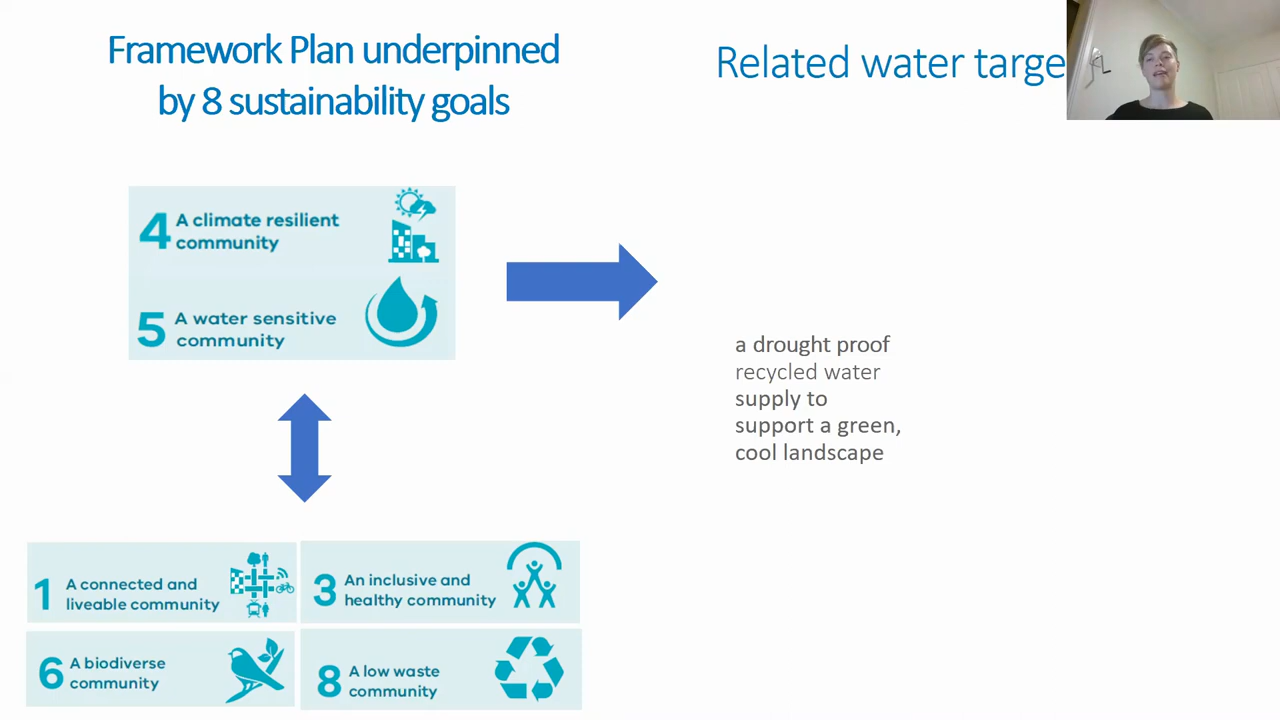 Framework Plan underpinned
by 8 sustainability goals
Related water targe
4 A climate resilient
community
5 A water sensitive
community
a drought proof
recycled water
supply to
support a green,
cool landscape
1 A connected and
liveable community
3 An inclusive and
healthy community
6 A biodiverse
community
8 A low waste
community